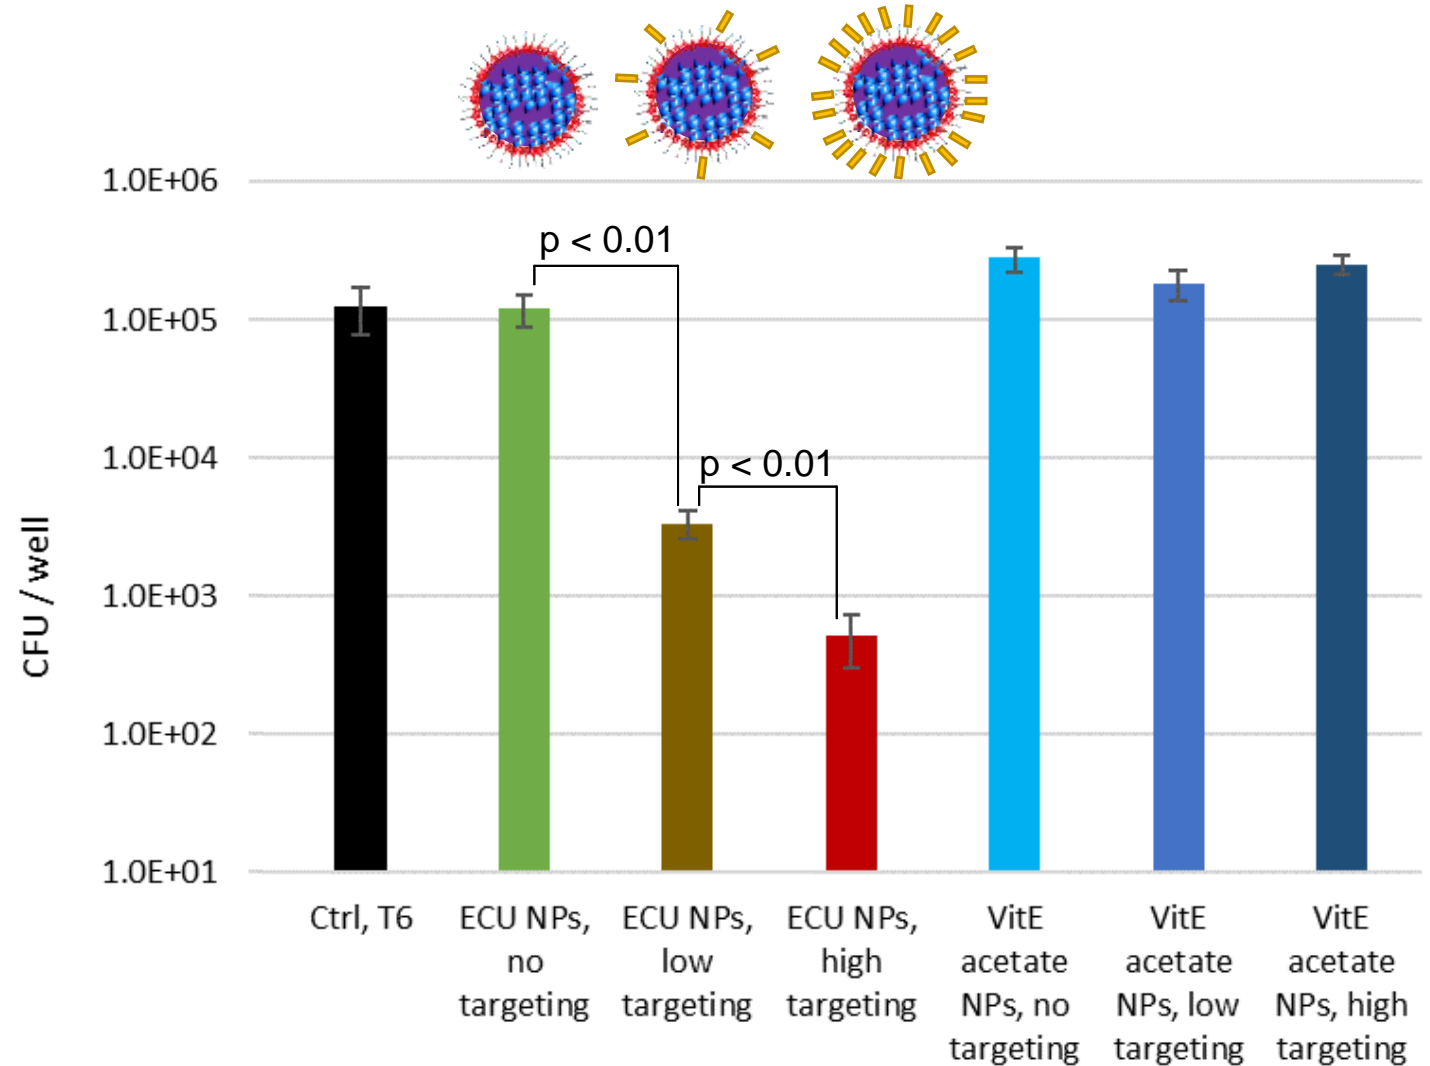 1.0E+06
p < 0.01
1.0E+05
1.0E+04
p < 0.01
1.0E+03
1.0E+02
1.0E+01
CFU / well
Ctrl, T6
ECU NPs,
no
targeting
ECU NPs,
low
targeting
ECU NPs,
high
targeting
VitE
acetate
NPs, no
targeting
VitE
acetate
NPs, low
targeting
VitE
acetate
NPs, high
targeting